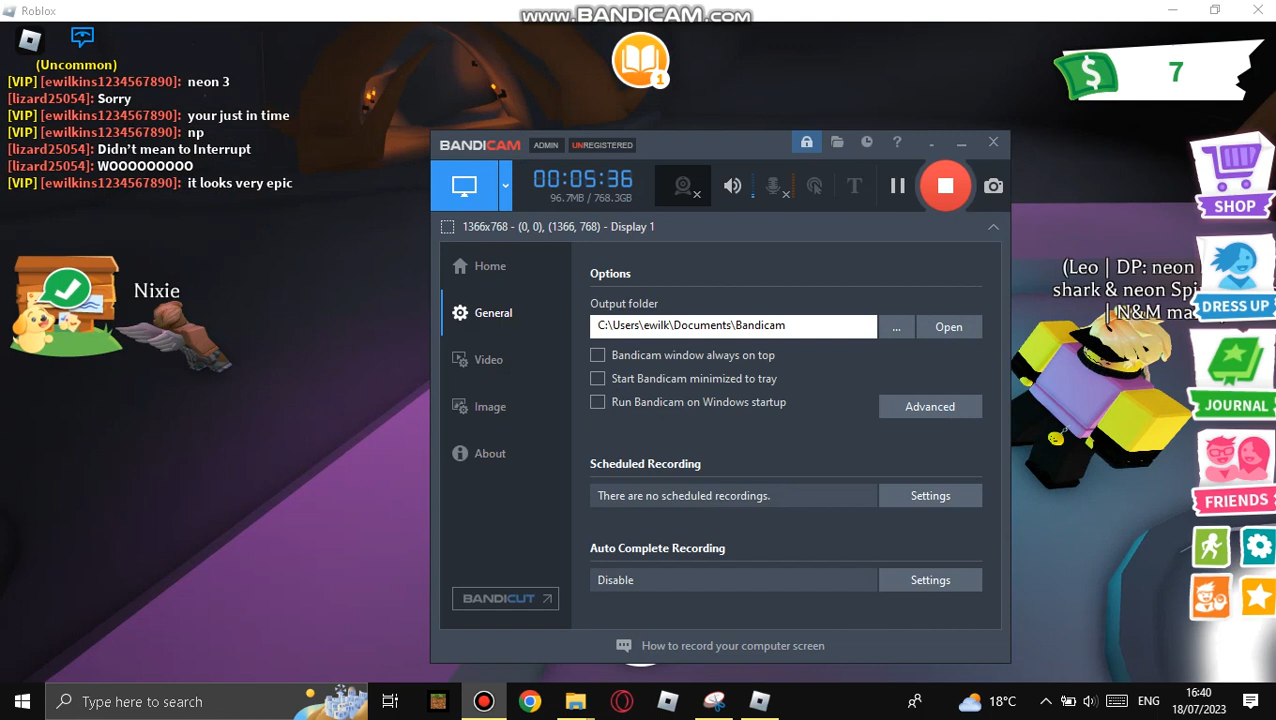 Roblox
www.BANDICAM.com
(Uncommon)
[VIP] [ewilkins1234567890]: neon 3
[lizard25054]: Sorry
[VIP] [ewilkins1234567890]: your just in time
[VIP] [ewilkins1234567890]: np
[lizard25054]: Didn't mean to Interrupt
[lizard25054]: WOOOOOOOOO
[VIP] [ewilkins1234567890]: it looks very epic
1
$ 7
BANDICAM ADMIN UNREGISTERED
00:05:36
96.7MB / 768.3GB
1366x768 - (0, 0), (1366, 768) - Display 1
Home
General
Video
Image
About
BANDICUT
Options
Output folder
C:\Users\ewilk\Documents\Bandicam ... Open
Bandicam window always on top
Start Bandicam minimized to tray
Run Bandicam on Windows startup
Advanced
Scheduled Recording
There are no scheduled recordings. Settings
Auto Complete Recording
Disable Settings
How to record your computer screen
Nixie
(Leo | DP: neon
shark & neon Spi
| N&M ma
SHOP
DRESS UP
JOURNAL
FRIENDS
Type here to search
18°C
ENG
16:40
18/07/2023